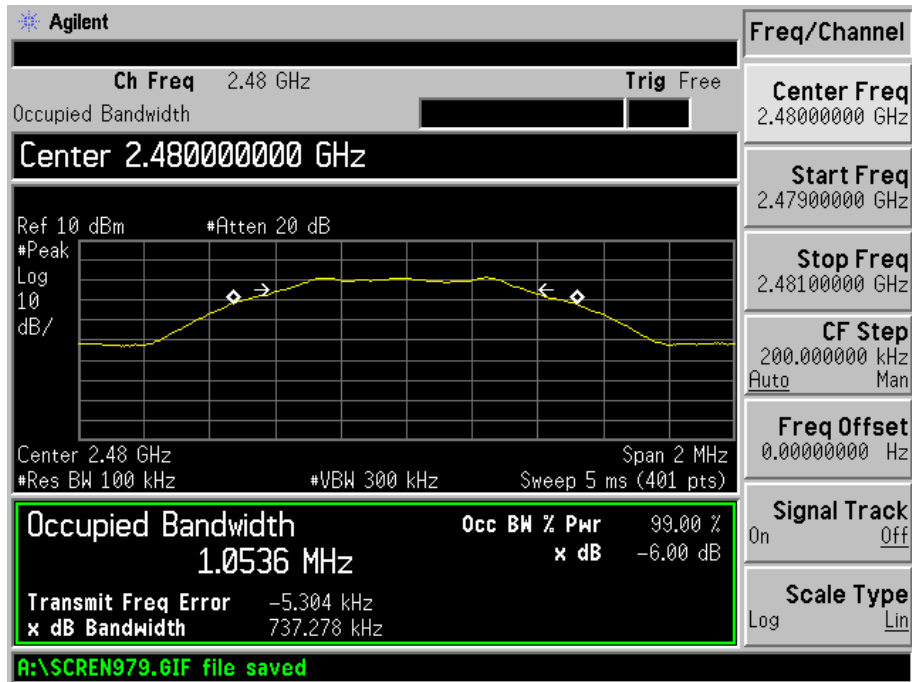 Agilent
Freq/Channel
Ch Freq 2.48 GHz Trig Free
Occupied Bandwidth
Center 2.480000000 GHz
Ref 10 dBm #Atten 20 dB
#Peak
Log
10
dB/
Center 2.48 GHz Span 2 MHz
#Res BW 100 kHz #VBW 300 kHz Sweep 5 ms (401 pts)
Occupied Bandwidth
1.0536 MHz
Occ BW % Pwr 99.00 %
x dB -6.00 dB
Transmit Freq Error -5.304 kHz
x dB Bandwidth 737.278 kHz
A:\SCREN979.GIF file saved
Center Freq
2.48000000 GHz
Start Freq
2.47900000 GHz
Stop Freq
2.48100000 GHz
CF Step
200.000000 kHz
Auto Man
Freq Offset
0.00000000 Hz
Signal Track
On Off
Scale Type
Log Lin